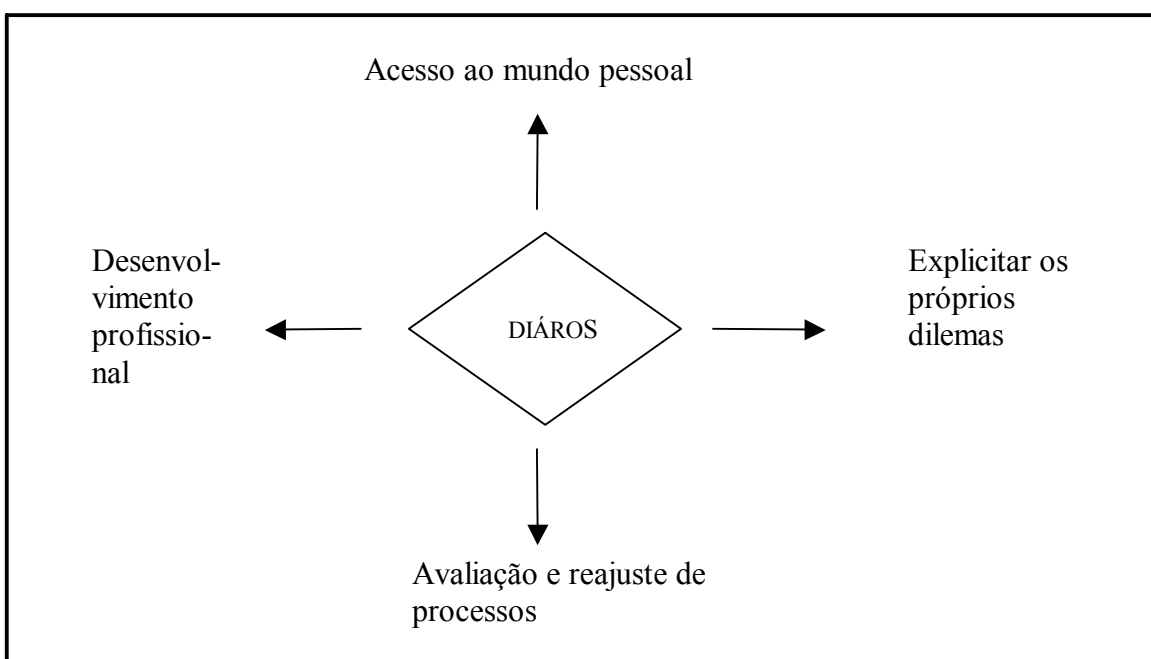 Acesso ao mundo pessoal
Desenvol-
vimento
profissio-
nal
DIÁROS
Explicitar os
próprios
dilemas
Avaliação e reajuste de
processos